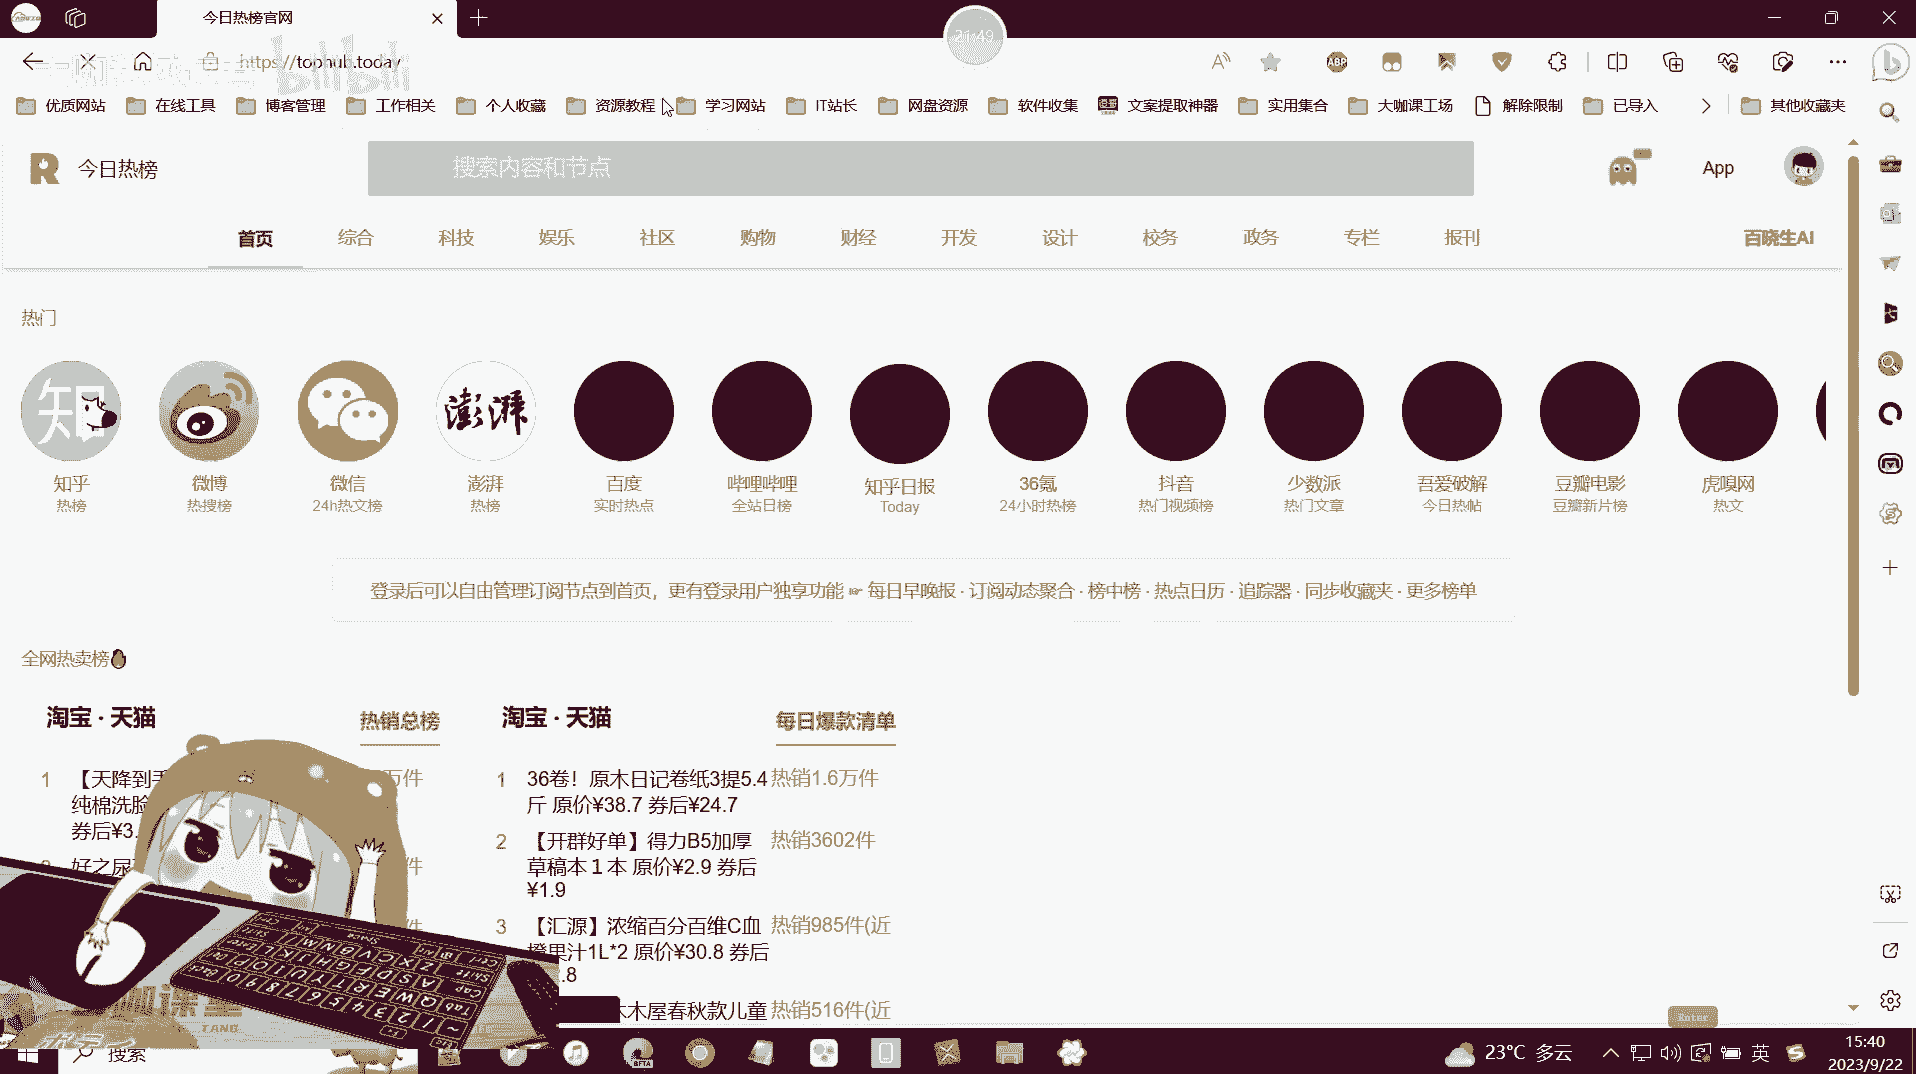 今日热榜官网
21:49
https://tophub.today
bilibili
优质网站 在线工具 博客管理 工作相关 个人收藏 资源教程 学习网站 IT站长 网盘资源 软件收集 文案提取神器 实用集合 大咖课工场 解除限制 已导入 其他收藏夹
今日热榜 搜索内容和节点 App
首页 综合 科技 娱乐 社区 购物 财经 开发 设计 校务 政务 专栏 报刊 百晓生AI
热门
知乎 微博 微信 澎湃 百度 哔哩哔哩 知乎日报 36氪 抖音 少数派 吾爱破解 豆瓣电影 虎嗅网
热榜 热搜榜 24h热文榜 热榜 实时热点 全站日榜 Today 24小时热榜 热门视频榜 热门文章 今日热帖 豆瓣新片榜 热文
登录后可以自由管理订阅节点到首页，更有登录用户独享功能 ☞ 每日早晚报 · 订阅动态聚合 · 榜中榜 · 热点日历 · 追踪器 · 同步收藏夹 · 更多榜单
全网热卖榜
淘宝 · 天猫 热销总榜
1 【天降到手
纯棉洗脸
券后¥3.
万件
好之尿
件
淘宝 · 天猫 每日爆款清单
1 36卷！原木日记卷纸3提5.4 热销1.6万件
斤 原价¥38.7 券后¥24.7
2 【开群好单】得力B5加厚 热销3602件
草稿本１本 原价¥2.9 券后
¥1.9
3 【汇源】浓缩百分百维C血 热销985件(近
橙果汁1L*2 原价¥30.8 券后
.8
木屋春秋款儿童 热销516件(近
Enter
搜索
23°C 多云 英 15:40
2023/9/22